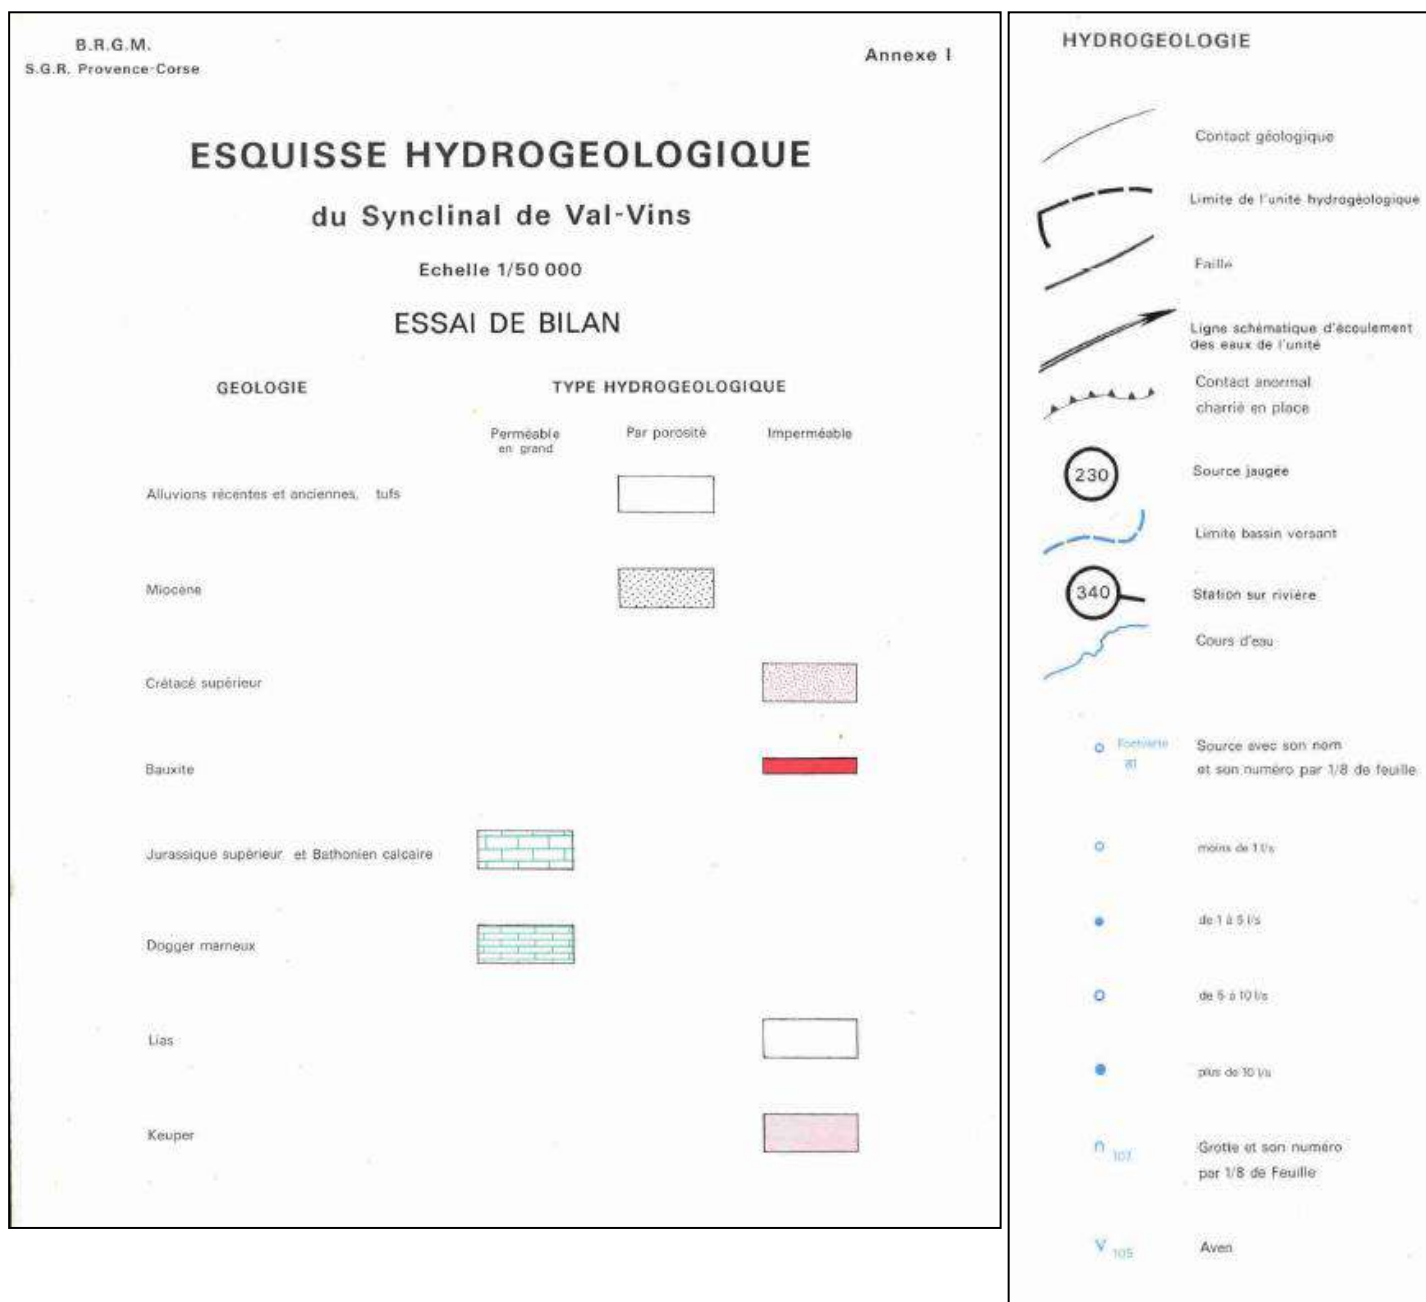 B.R.G.M.
S.G.R. Provence-Corse
Annexe I
ESQUISSE HYDROGEOLOGIQUE
du Synclinal de Val-Vins
Echelle 1/50 000
ESSAI DE BILAN
GEOLOGIE
TYPE HYDROGEOLOGIQUE
Perméable
en grand
Par porosité
Imperméable
Alluvions récentes et anciennes, tufs
Miocène
Crétacé supérieur
Bauxite
Jurassique supérieur et Bathonien calcaire
Dogger marneux
Lias
Keuper
HYDROGEOLOGIE
Contact géologique
Limite de l'unité hydrogéologique
Faille
Ligne schématique d'écoulement
des eaux de l'unité
Contact anormal
charrié en place
230
Source jaugée
Limite bassin versant
340
Station sur rivière
Cours d'eau
81
Source avec son nom
et son numéro par 1/8 de feuille
moins de 1 l/s
de 1 à 5 l/s
de 5 à 10 l/s
plus de 10 l/s
107
Grotte et son numéro
par 1/8 de Feuille
105
Aven